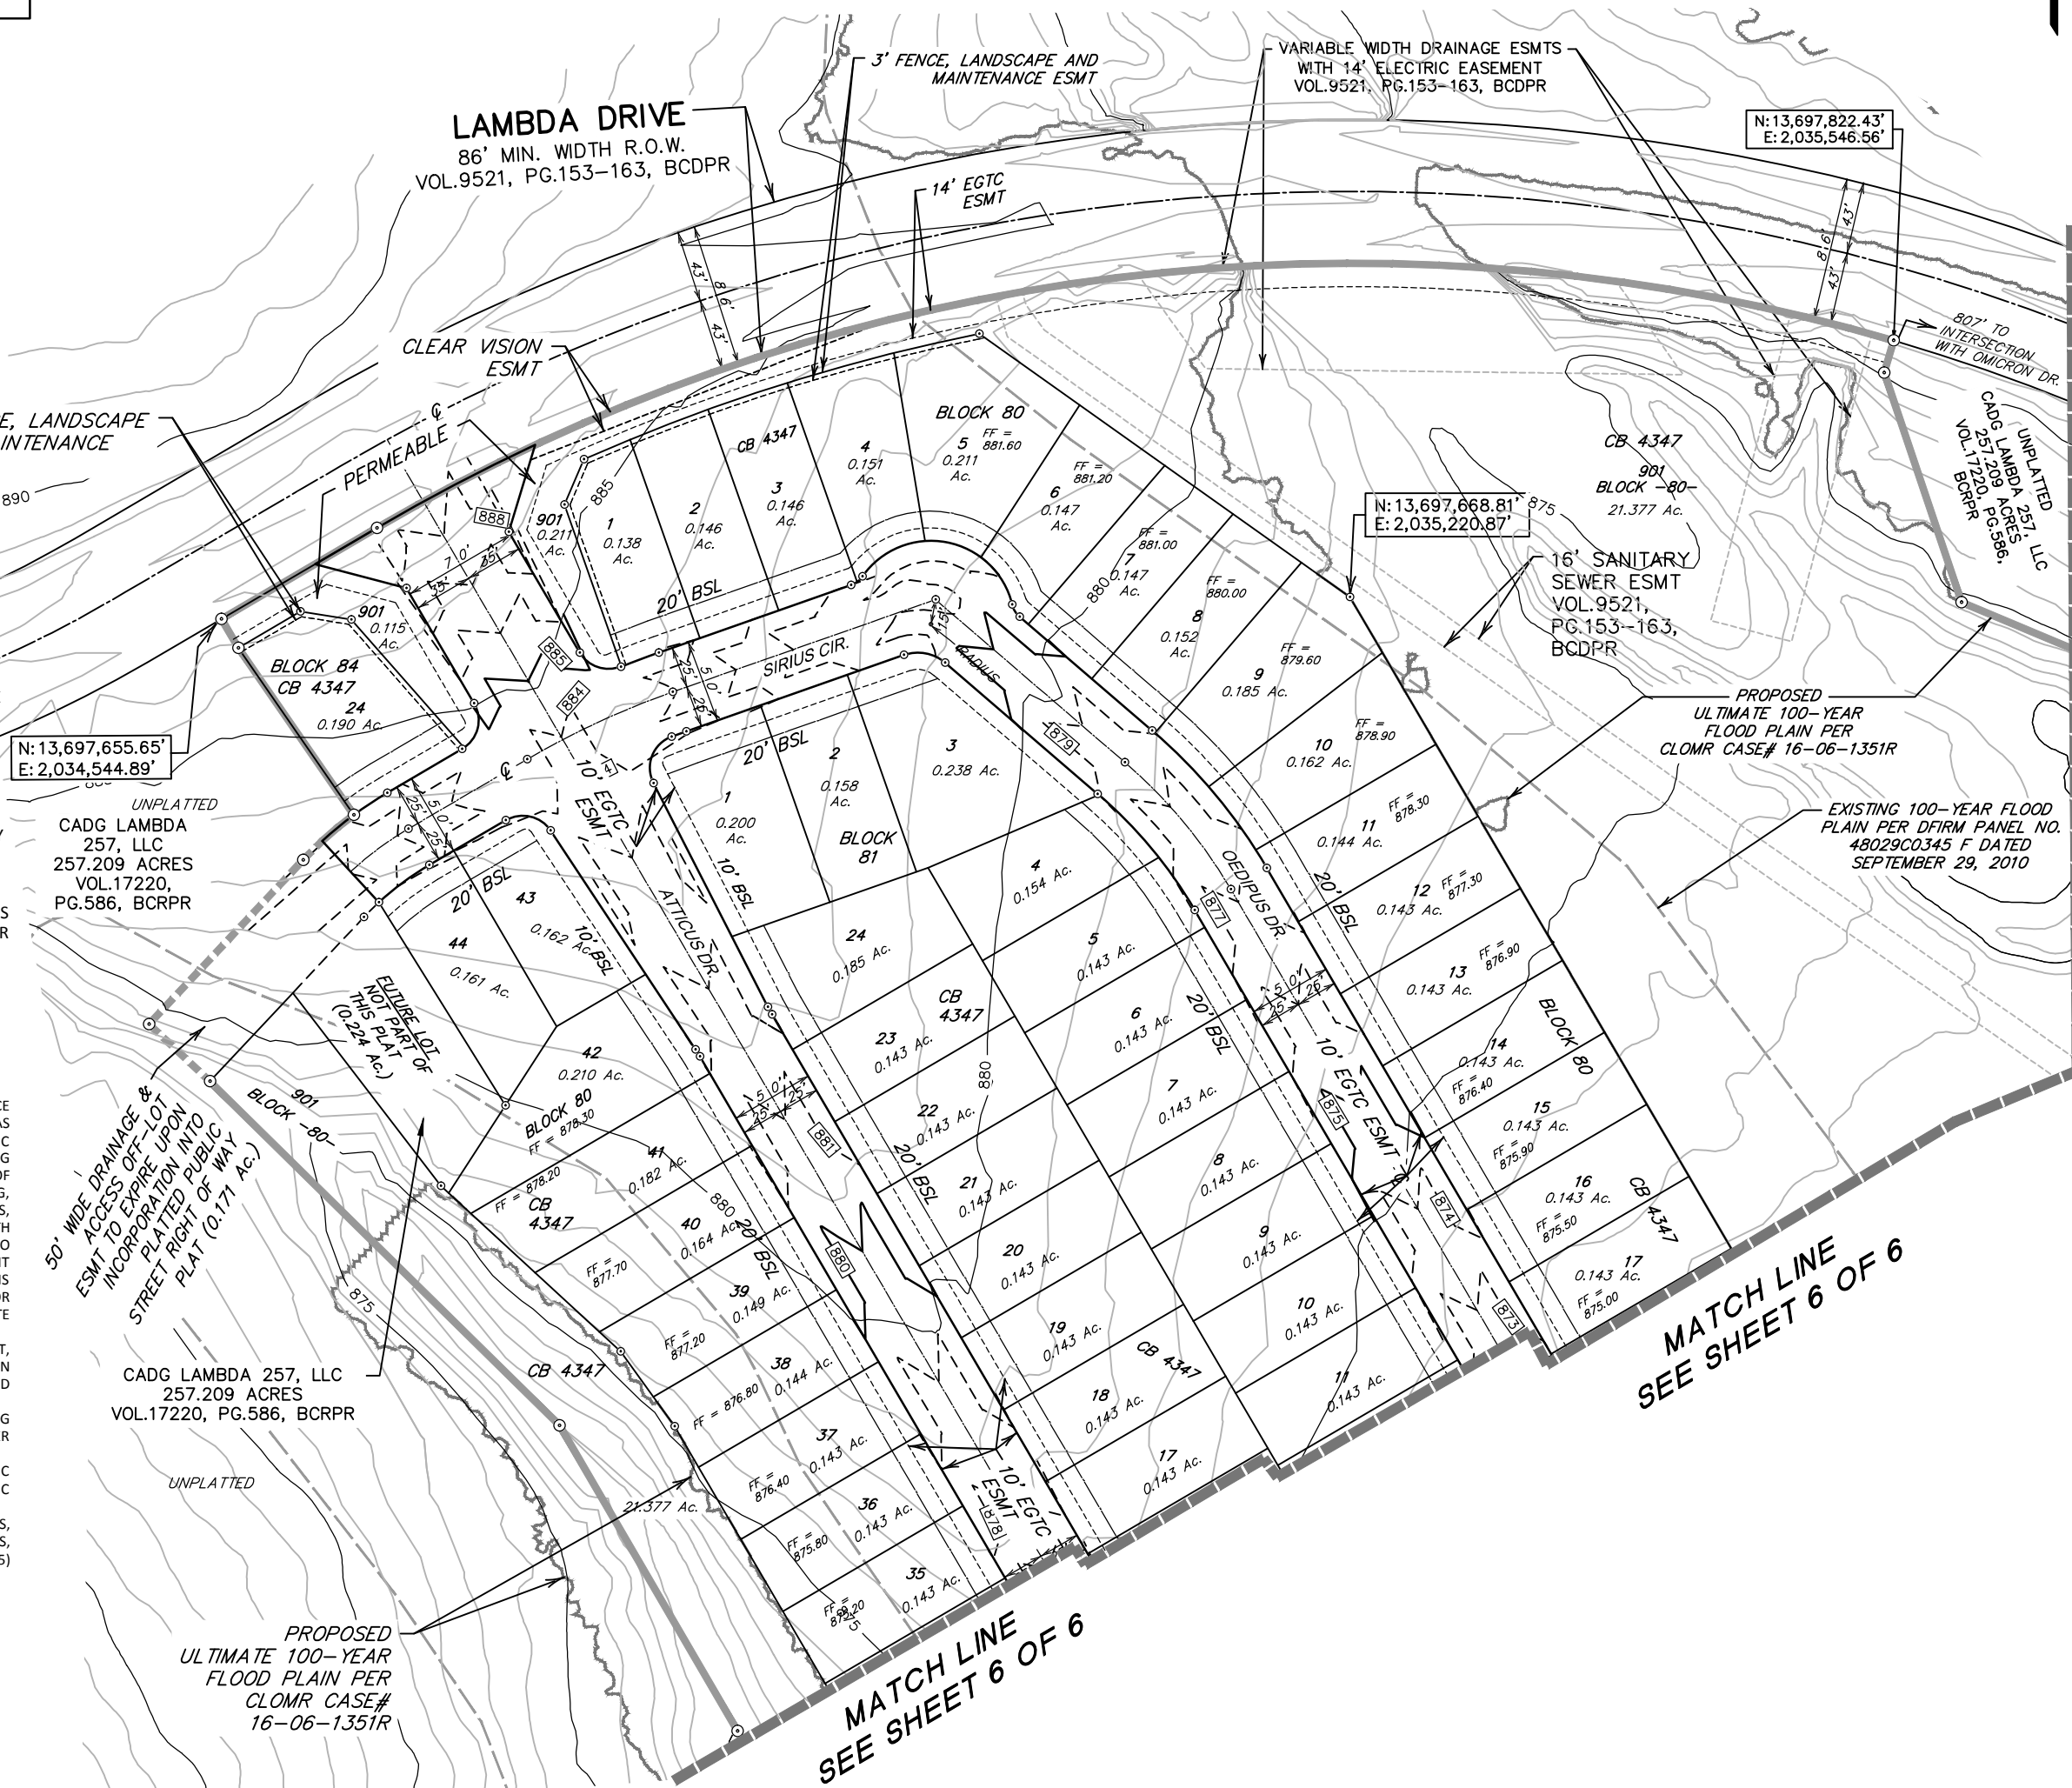 3' FENCE, LANDSCAPE AND
MAINTENANCE ESMT
VARIABLE WIDTH DRAINAGE ESMTS
WITH 14' ELECTRIC EASEMENT
VOL.9521, PG.153-163, BCDPR
LAMBDA DRIVE
86' MIN. WIDTH R.O.W.
VOL.9521, PG.153-163, BCDPR
N:13,697,822.43'
E:2,035,546.56'
14' EGTC
ESMT
43'
86'
43'
43'
86'
43'
807' TO
INTERSECTION
WITH OMICRON DR.
CLEAR VISION
ESMT
E, LANDSCAPE
INTENANCE
PERMEABLE
890
UNPLATTED
CADG LAMBDA 257, LLC
257.209 ACRES
VOL.17220, PG.586,
BCRPR
CB 4347
901
BLOCK -80-
21.377 Ac.
875
N:13,697,668.81'
E:2,035,220.87'
16' SANITARY
SEWER ESMT
VOL.9521,
PG.153-163,
BCDPR
BLOCK 80
CB 4347
888
885
901
0.211
Ac.
1
0.138
Ac.
2
0.146
Ac.
3
0.146
Ac.
4
0.151
Ac.
5
0.211
Ac.
FF =
881.60
6
0.147
Ac.
FF =
881.20
7
0.147
Ac.
FF =
881.00
8
0.152
Ac.
FF =
880.00
9
0.185 Ac.
FF =
879.60
10
0.162 Ac.
FF =
878.90
11
0.144 Ac.
FF =
878.30
12
0.143 Ac.
FF =
877.30
13
0.143 Ac.
FF =
876.90
14
0.143 Ac.
FF =
876.40
15
0.143 Ac.
FF =
875.90
16
0.143 Ac.
FF =
875.50
17
0.143 Ac.
FF =
875.00
BLOCK 80
CB 4347
880
70'
35'
35'
20' BSL
SIRIUS CIR.
25'
50'
25'
RADIUS
885
884
879
901
0.115
Ac.
BLOCK 84
CB 4347
24
0.190 Ac.
N:13,697,655.65'
E:2,034,544.89'
UNPLATTED
CADG LAMBDA
257, LLC
257.209 ACRES
VOL.17220,
PG.586, BCRPR
PROPOSED
ULTIMATE 100-YEAR
FLOOD PLAIN PER
CLOMR CASE# 16-06-1351R
EXISTING 100-YEAR FLOOD
PLAIN PER DFIRM PANEL NO.
48029C0345 F DATED
SEPTEMBER 29, 2010
10' EGTC
ESMT
20' BSL
1
0.200
Ac.
2
0.158
Ac.
3
0.238 Ac.
BLOCK
81
10' BSL
4
0.154 Ac.
5
0.143 Ac.
6
0.143 Ac.
7
0.143 Ac.
8
0.143 Ac.
9
0.143 Ac.
10
0.143 Ac.
11
0.143 Ac.
24
0.185 Ac.
CB
4347
23
0.143 Ac.
22
0.143 Ac.
21
0.143 Ac.
20
0.143 Ac.
19
0.143 Ac.
18
0.143 Ac.
17
0.143 Ac.
CB 4347
880
20' BSL
20' BSL
20' BSL
OEDIPUS DR.
877
50'
25'
25'
10' EGTC ESMT
875
874
873
ATTICUS DR.
25'
50'
25'
20' BSL
10' BSL
43
0.162 Ac.
44
0.161 Ac.
FUTURE LOT
NOT PART OF
THIS PLAT
(0.224 Ac.)
42
0.210 Ac.
BLOCK 80
FF = 878.30
41
0.182 Ac.
FF = 878.20
CB
4347
40
0.164 Ac.
FF =
877.70
39
0.149 Ac.
FF =
877.20
38
0.144 Ac.
FF = 876.80
37
0.143 Ac.
FF =
876.40
36
0.143 Ac.
FF =
875.80
35
0.143 Ac.
FF =
875.20
875
880
20' BSL
50'
25'
25'
881
880
878
10' EGTC
ESMT
901
BLOCK -80-
50' WIDE DRAINAGE &
ACCESS OFF-LOT
ESMT TO EXPIRE UPON
INCORPORATION INTO
PLATTED PUBLIC
STREET RIGHT OF WAY
PLAT (0.171 Ac.)
875
CADG LAMBDA 257, LLC
257.209 ACRES
VOL.17220, PG.586, BCRPR
CB 4347
UNPLATTED
21.377 Ac.
PROPOSED
ULTIMATE 100-YEAR
FLOOD PLAIN PER
CLOMR CASE#
16-06-1351R
MATCH LINE
SEE SHEET 6 OF 6
MATCH LINE
SEE SHEET 6 OF 6